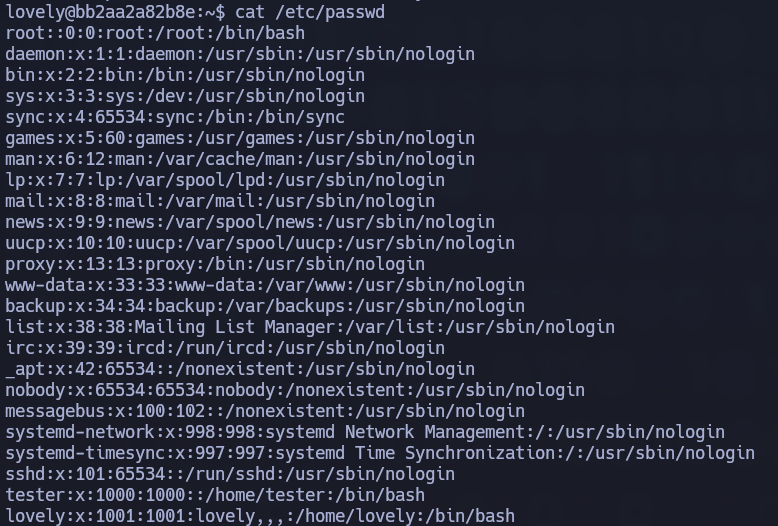 lovely@bb2aa2a82b8e:~$ cat /etc/passwd
root::0:0:root:/root:/bin/bash
daemon:x:1:1:daemon:/usr/sbin:/usr/sbin/nologin
bin:x:2:2:bin:/bin:/usr/sbin/nologin
sys:x:3:3:sys:/dev:/usr/sbin/nologin
sync:x:4:65534:sync:/bin:/bin/sync
games:x:5:60:games:/usr/games:/usr/sbin/nologin
man:x:6:12:man:/var/cache/man:/usr/sbin/nologin
lp:x:7:7:lp:/var/spool/lpd:/usr/sbin/nologin
mail:x:8:8:mail:/var/mail:/usr/sbin/nologin
news:x:9:9:news:/var/spool/news:/usr/sbin/nologin
uucp:x:10:10:uucp:/var/spool/uucp:/usr/sbin/nologin
proxy:x:13:13:proxy:/bin:/usr/sbin/nologin
www-data:x:33:33:www-data:/var/www:/usr/sbin/nologin
backup:x:34:34:backup:/var/backups:/usr/sbin/nologin
list:x:38:38:Mailing List Manager:/var/list:/usr/sbin/nologin
irc:x:39:39:ircd:/run/ircd:/usr/sbin/nologin
_apt:x:42:65534::/nonexistent:/usr/sbin/nologin
nobody:x:65534:65534:nobody:/nonexistent:/usr/sbin/nologin
messagebus:x:100:102::/nonexistent:/usr/sbin/nologin
systemd-network:x:998:998:systemd Network Management:/:/usr/sbin/nologin
systemd-timesync:x:997:997:systemd Time Synchronization:/:/usr/sbin/nologin
sshd:x:101:65534::/run/sshd:/usr/sbin/nologin
tester:x:1000:1000::/home/tester:/bin/bash
lovely:x:1001:1001:lovely,,,:/home/lovely:/bin/bash